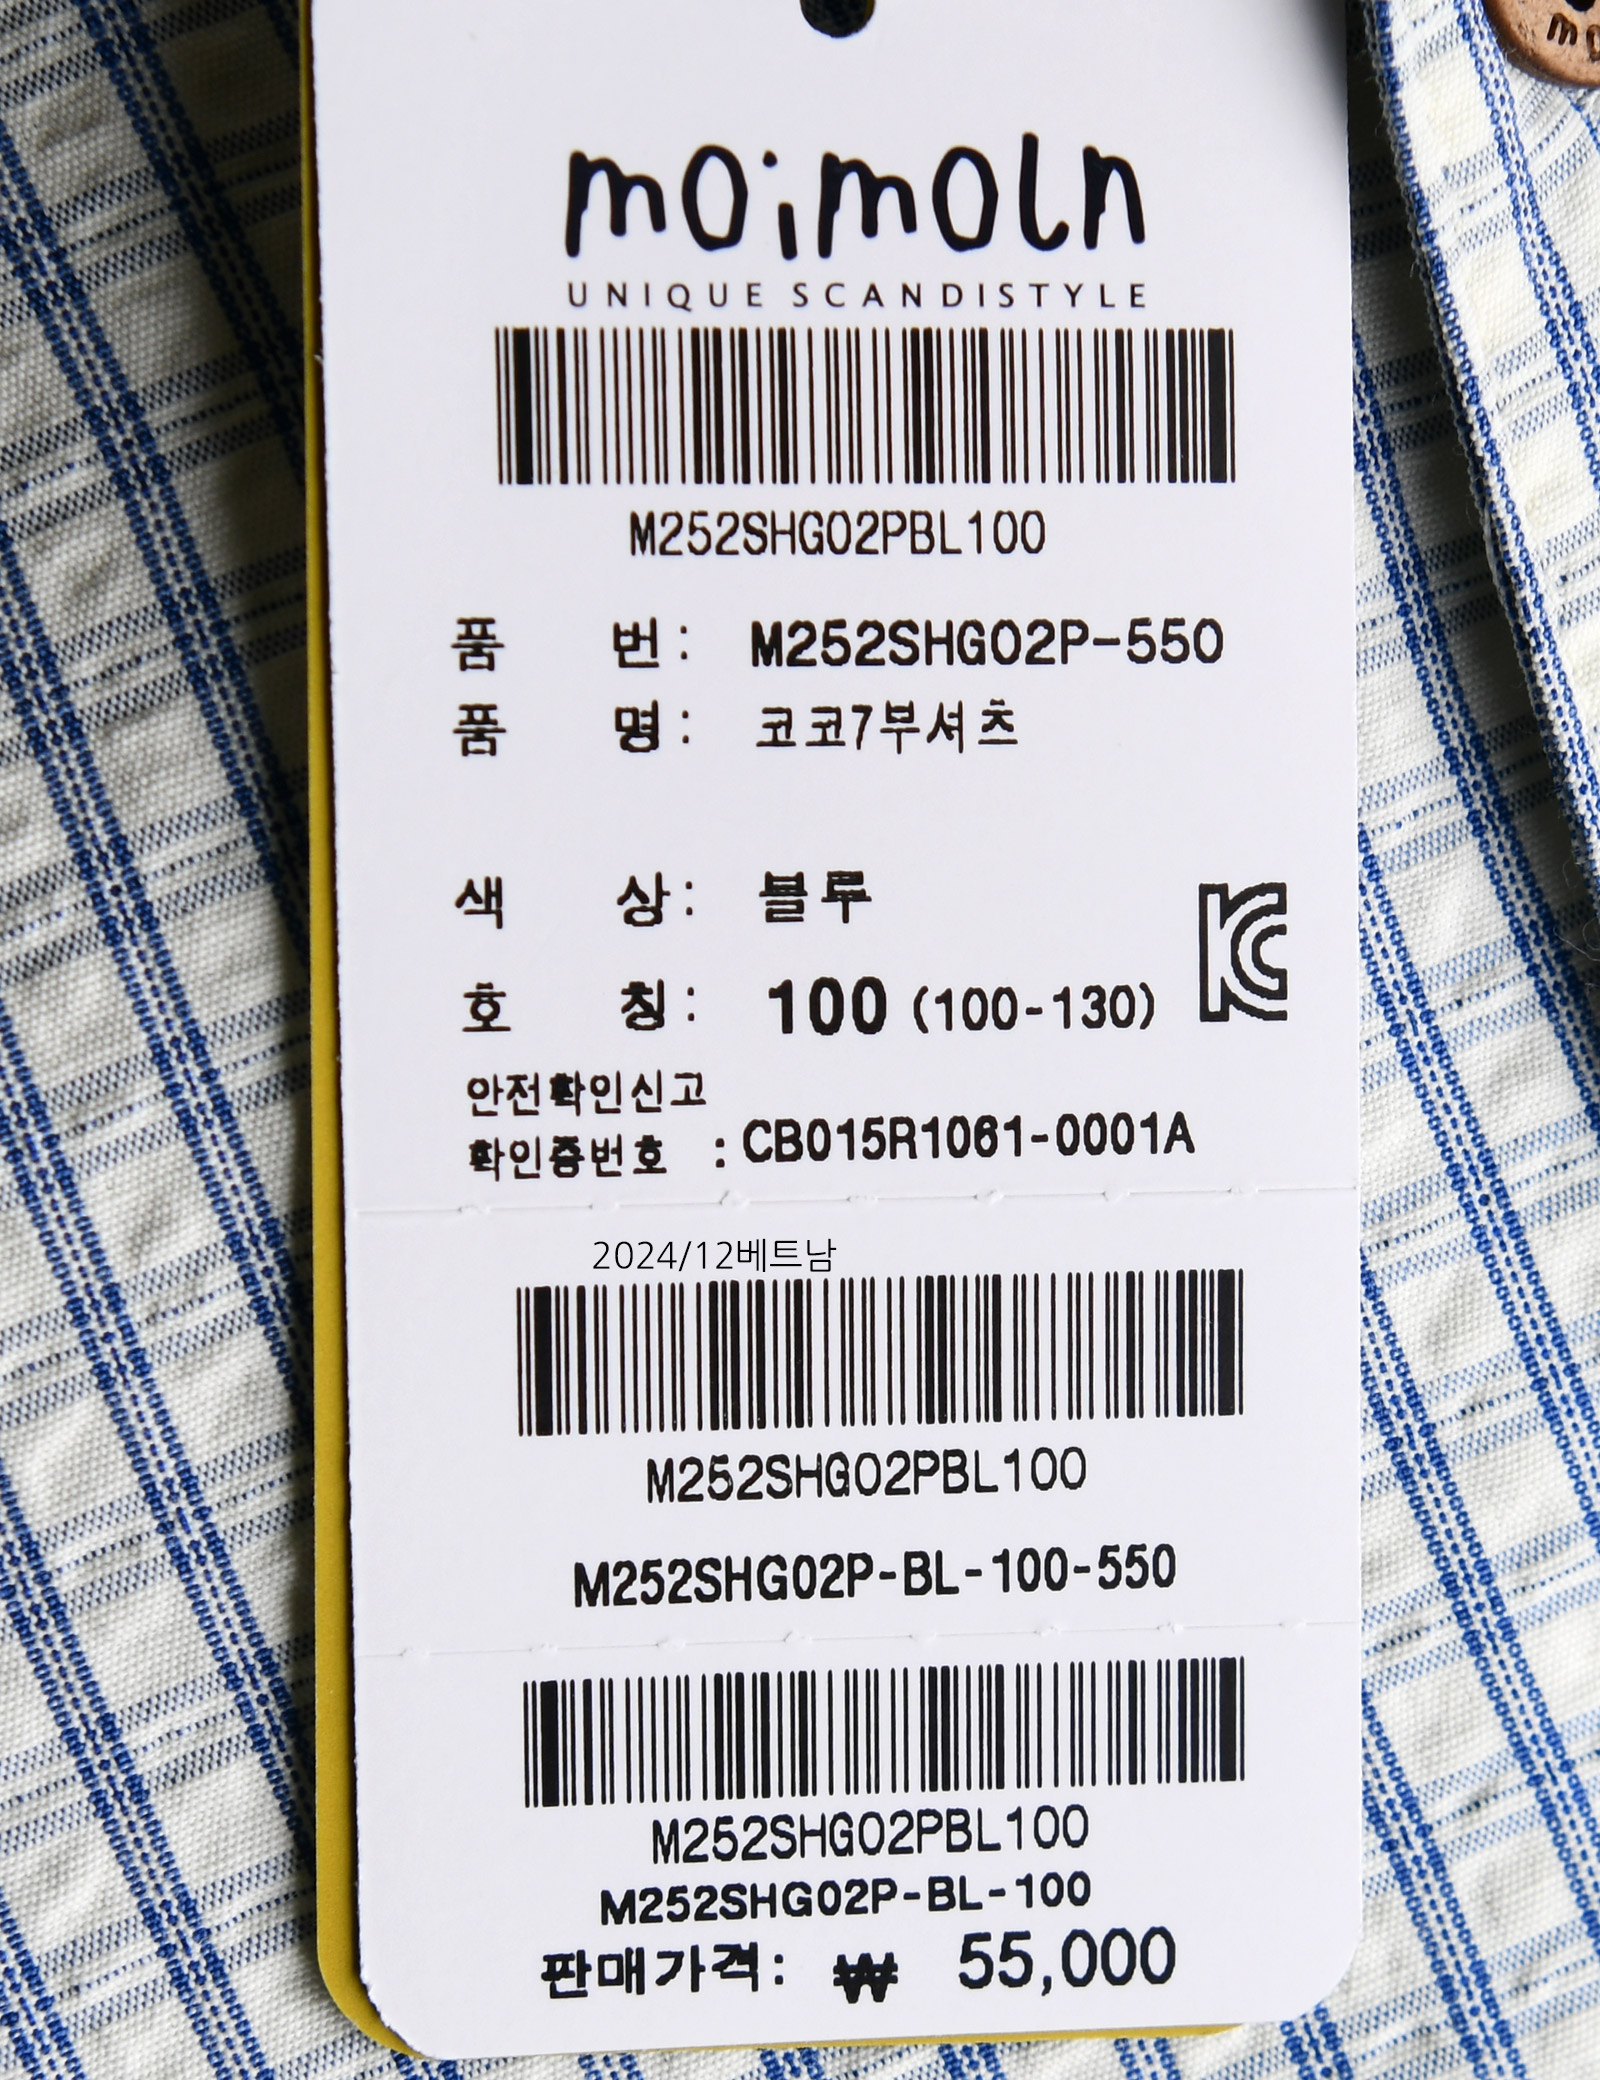 moimoln
UNIQUE SCANDISTYLE
M252SHG02PBL100
품 번 : M252SHG02P-550
품 명 : 코코7부셔츠
색 상 : 블루
호 칭 : 100 (100-130)
KC
안전확인신고
확인증번호 : CB015R1061-0001A
2024/12베트남
M252SHG02PBL100
M252SHG02P-BL-100-550
M252SHG02PBL100
M252SHG02P-BL-100
판매가격: ₩ 55,000